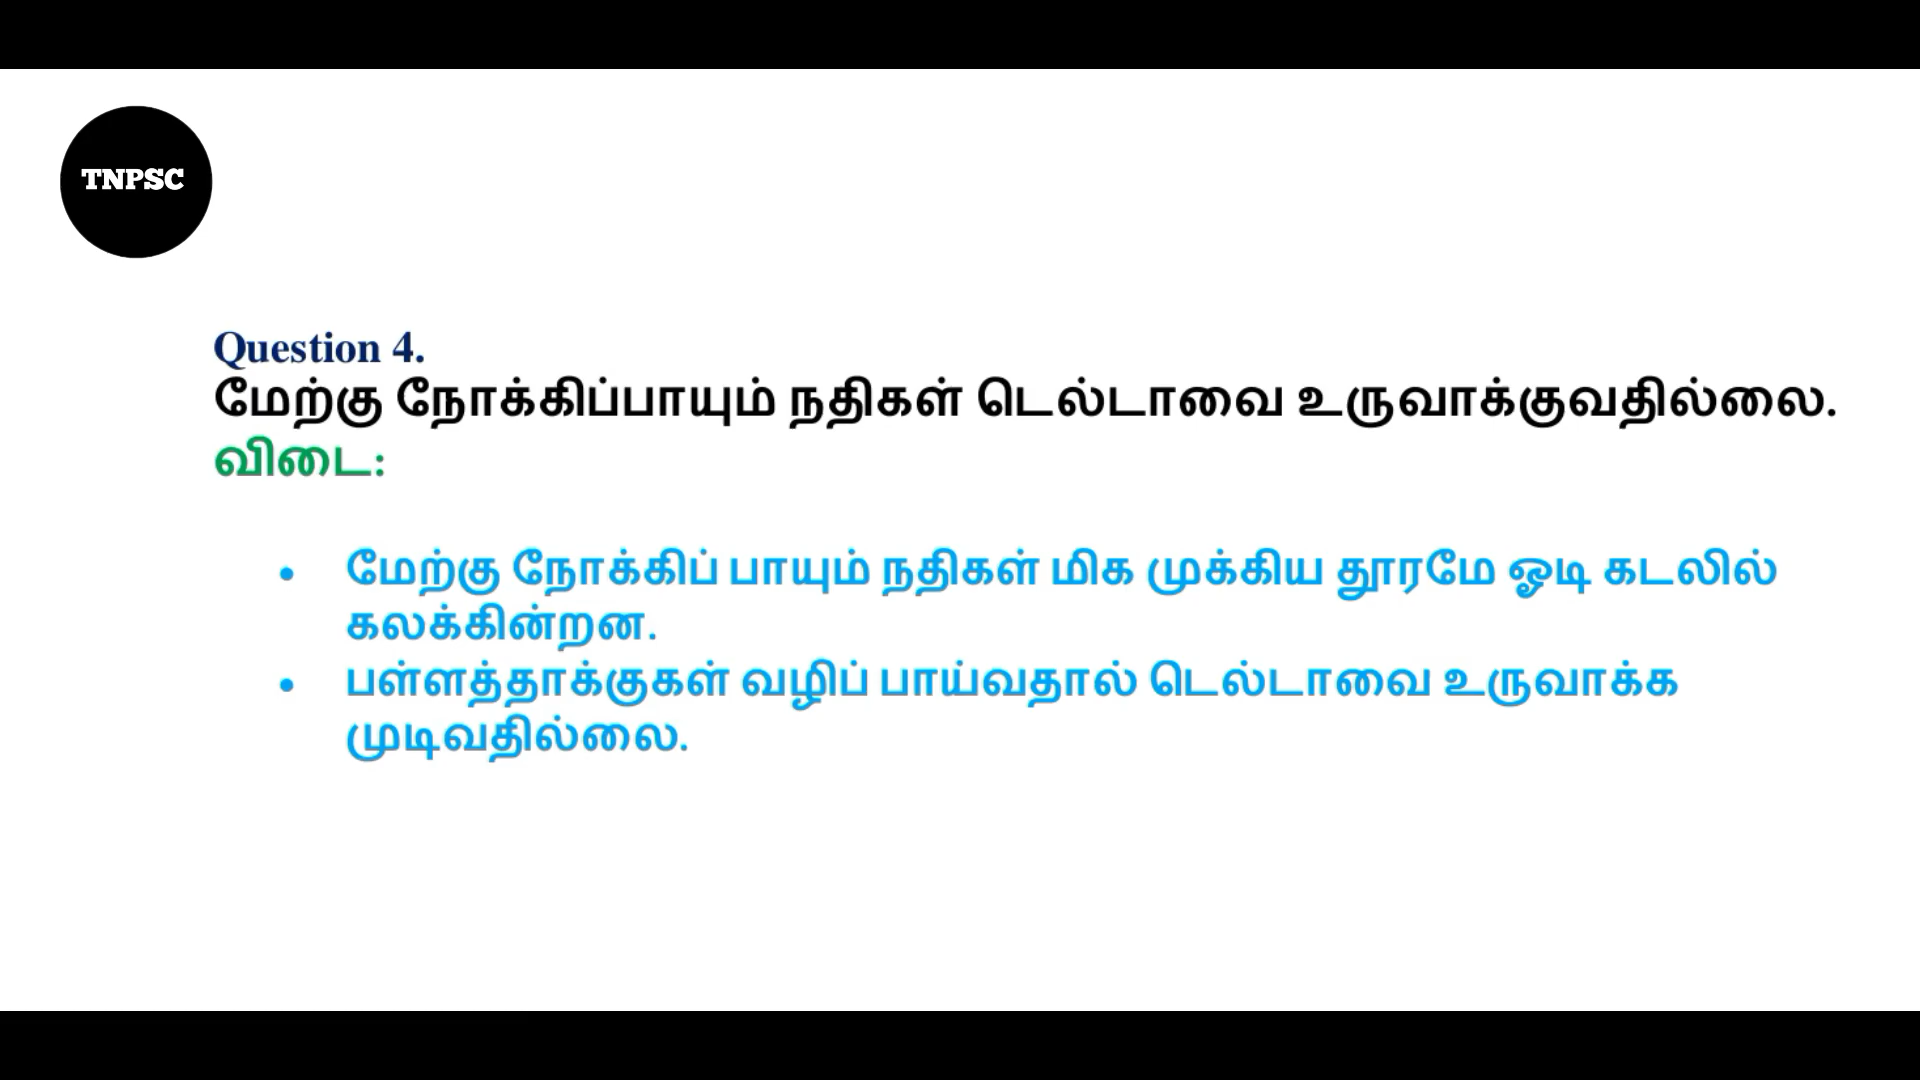 TNPSC
Question 4.
மேற்கு நோக்கிப்பாயும் நதிகள் டெல்டாவை உருவாக்குவதில்லை.
விடை:
• மேற்கு நோக்கிப் பாயும் நதிகள் மிக முக்கிய தூரமே ஓடி கடலில்
கலக்கின்றன.
• பள்ளத்தாக்குகள் வழிப் பாய்வதால் டெல்டாவை உருவாக்க
முடிவதில்லை.